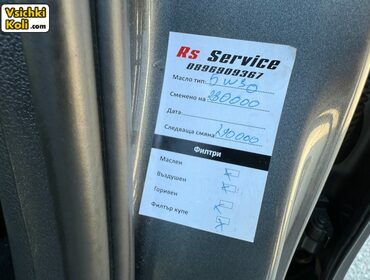 Vsichki
Koli.com
Rs Service
0896909367
Масло тип: 5W30
Сменено на: 280000
Дата
Следваща смяна 290000
Филтри
Маслен
Въздушен
Горивен
Филтър купе